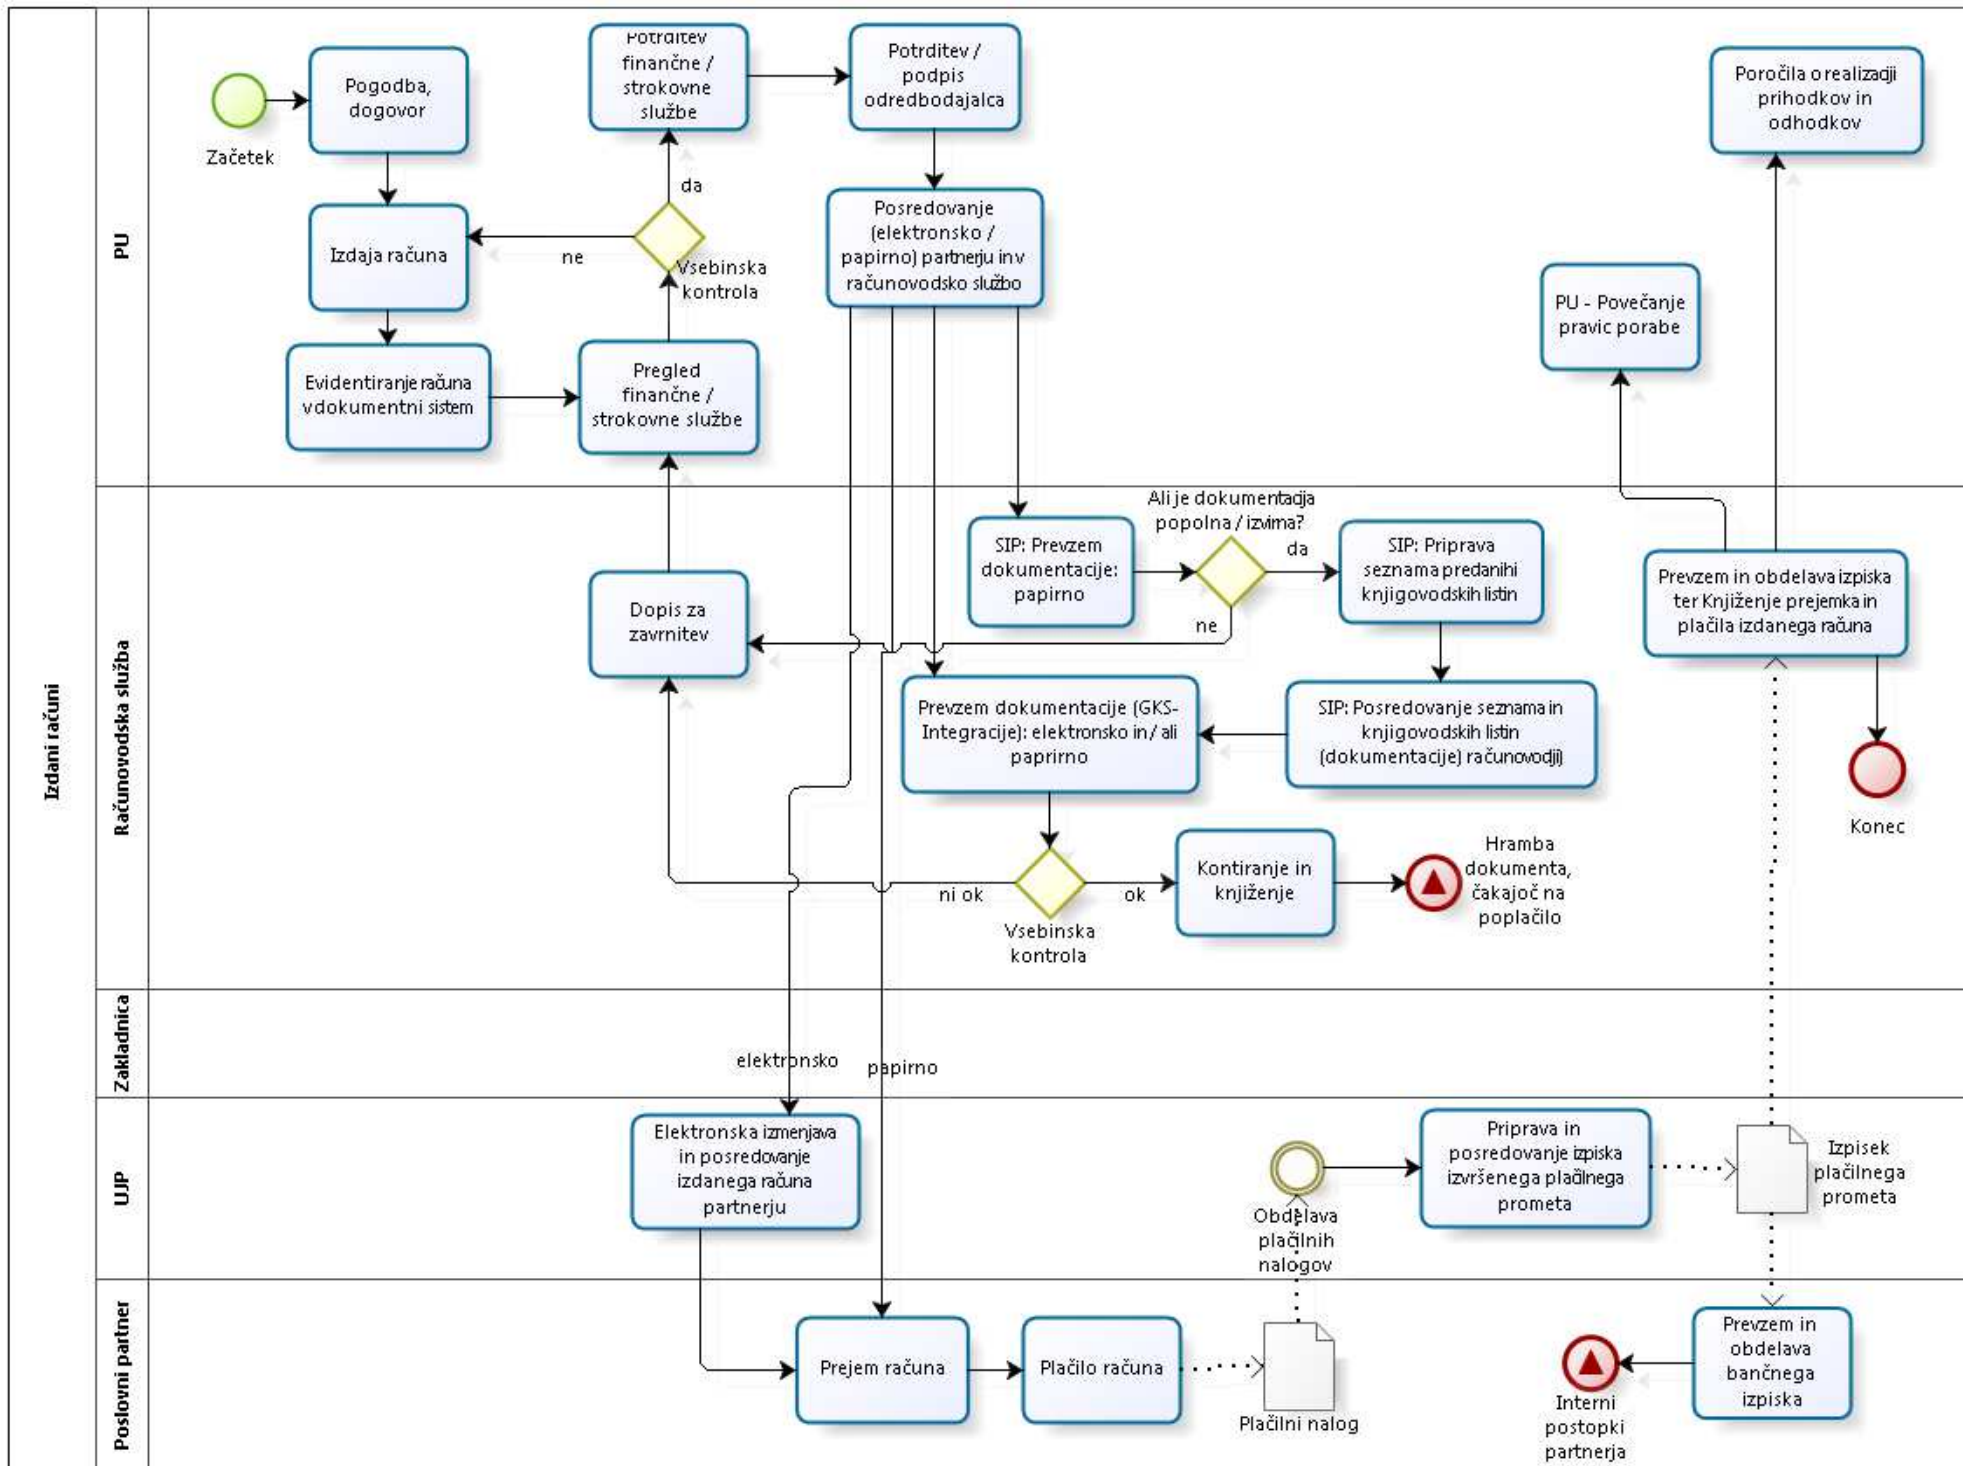 Izdani računi
PU
Začetek
Pogodba,
dogovor
Izdaja računa
Evidentiranje računa
v dokumentni sistem
Potrditev
finančne /
strokovne
službe
da
ne
Vsebinska
kontrola
Pregled
finančne /
strokovne službe
Potrditev /
podpis
odredbodajalca
Posredovanje
(elektronsko /
papirno) partnerju in v
računovodsko službo
PU - Povečanje
pravic porabe
Poročila o realizaciji
prihodkov in
odhodkov
Računovodska služba
Dopis za
zavrnitev
SIP: Prevzem
dokumentacije:
papirno
Ali je dokumentacija
popolna / izvirna?
da
ne
SIP: Priprava
seznama predanih
knjigovodskih listin
SIP: Posredovanje seznama in
knjigovodskih listin
(dokumentacije) računovodji)
Prevzem dokumentacije (GKS-
Integracije): elektronsko in / ali
paprirno
ni ok
ok
Vsebinska
kontrola
Kontiranje in
knjiženje
Hramba
dokumenta,
čakajoč na
poplačilo
Prevzem in obdelava izpiska
ter Knjiženje prejemka in
plačila izdanega računa
Konec
Zakladnica
elektronsko
papirno
UJP
Elektronska izmenjava
in posredovanje
izdanega računa
partnerju
Obdelava
plačilnih
nalogov
Priprava in
posredovanje izpiska
izvršenega plačilnega
prometa
Izpisek
plačilnega
prometa
Poslovni partner
Prejem računa
Plačilo računa
Plačilni nalog
Interni
postopki
partnerja
Prevzem in
obdelava
bančnega
izpiska